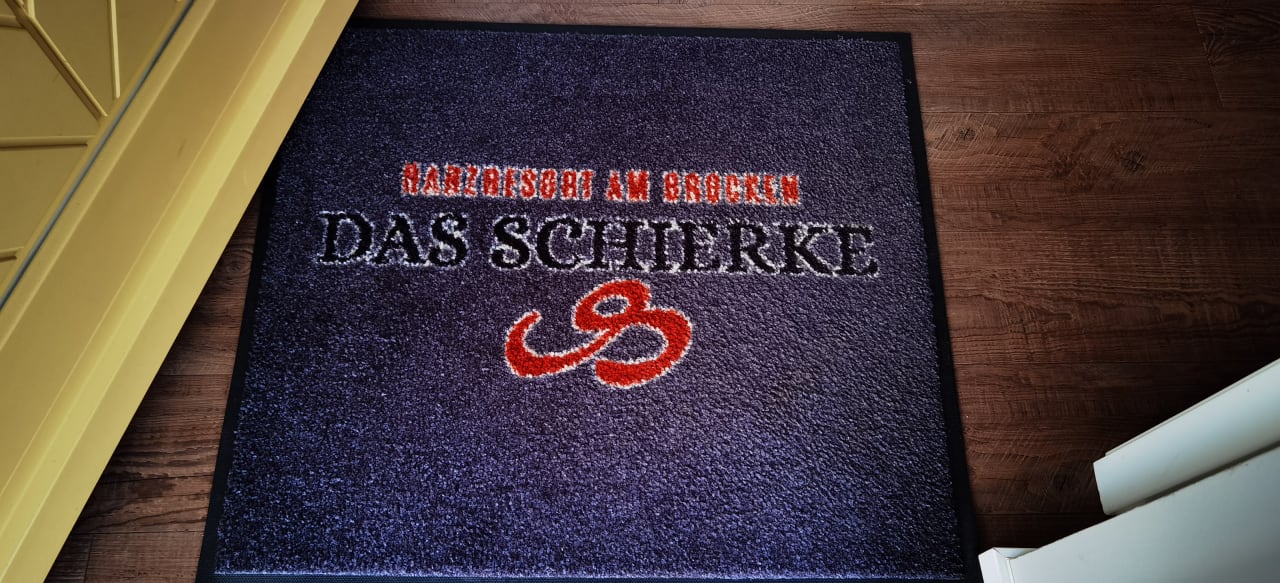 HARZRESORT AM BROCKEN
DAS SCHIERKE